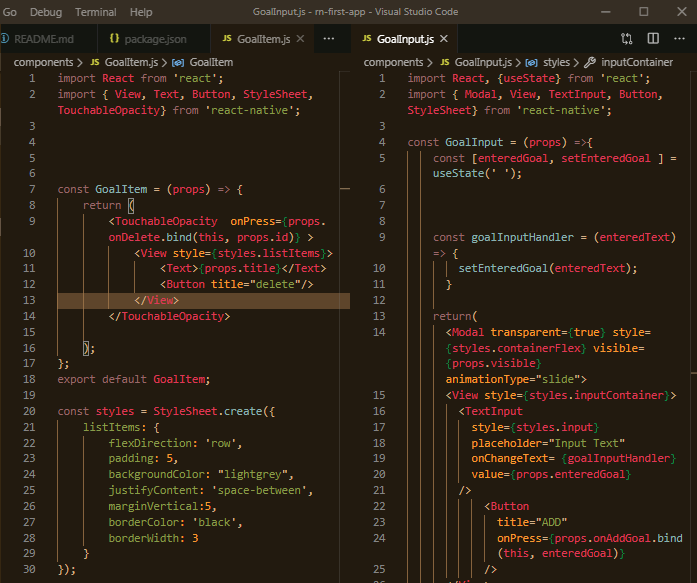 Go Debug Terminal Help GoalInput.js - rn-first-app - Visual Studio Code
README.md {} package.json JS GoalItem.js × ···
components > JS GoalItem.js > GoalItem
1 import React from 'react';
2 import { View, Text, Button, StyleSheet,
TouchableOpacity} from 'react-native';
3
4
5
6
7 const GoalItem = (props) => {
8 return (
9 <TouchableOpacity onPress={props.
onDelete.bind(this, props.id)} >
10 <View style={styles.listItems}>
11 <Text>{props.title}</Text>
12 <Button title="delete"/>
13 </View>
14 </TouchableOpacity>
15
16 );
17 };
18 export default GoalItem;
19
20 const styles = StyleSheet.create({
21 listItems: {
22 flexDirection: 'row',
23 padding: 5,
24 backgroundColor: "lightgrey",
25 justifyContent: 'space-between',
26 marginVertical:5,
27 borderColor: 'black',
28 borderWidth: 3
29 }
30 });
JS GoalInput.js × ···
components > JS GoalInput.js > styles > inputContainer
1 import React, {useState} from 'react';
2 import { Modal, View, TextInput, Button,
StyleSheet} from 'react-native';
3
4 const GoalInput = (props) =>{
5 const [enteredGoal, setEnteredGoal ] =
useState(' ');
6
7
8
9 const goalInputHandler = (enteredText)
=> {
10 setEnteredGoal(enteredText);
11 }
12
13 return(
14 <Modal transparent={true} style=
{styles.containerFlex} visible=
{props.visible}
animationType="slide">
15 <View style={styles.inputContainer}>
16 <TextInput
17 style={styles.input}
18 placeholder="Input Text"
19 onChangeText= {goalInputHandler}
20 value={props.enteredGoal}
21 />
22 <Button
23 title="ADD"
24 onPress={props.onAddGoal.bind
(this, enteredGoal)}
25 />